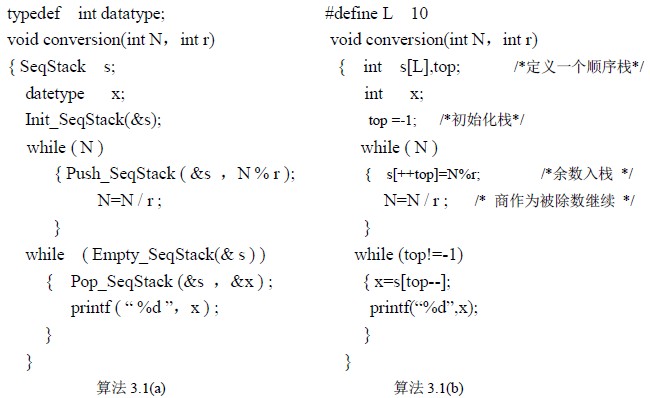 typedef int datatype;
void conversion(int N，int r)
{ SeqStack s;
datatype x;
Init_SeqStack(&s);
while ( N )
{ Push_SeqStack ( &s ，N % r );
N=N / r ;
}
while ( Empty_SeqStack(& s ) )
{ Pop_SeqStack (&s ，&x ) ;
printf ( “ %d ”，x ) ;
}
}
算法 3.1(a)
#define L 10
void conversion(int N，int r)
{ int s[L],top; /*定义一个顺序栈*/
int x;
top =-1; /*初始化栈*/
while ( N )
{ s[++top]=N%r; /*余数入栈 */
N=N / r ; /* 商作为被除数继续 */
}
while (top!=-1)
{ x=s[top--];
printf(“%d”,x);
}
}
算法 3.1(b)